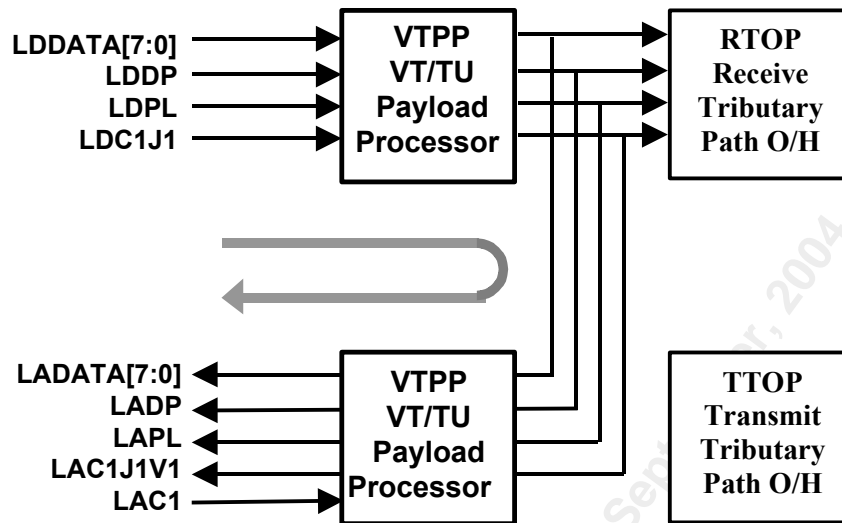 LDDATA[7:0]
LDDP
LDPL
LDC1J1
VTPP
VT/TU
Payload
Processor
RTOP
Receive
Tributary
Path O/H
LADATA[7:0]
LADP
LAPL
LAC1J1V1
LAC1
VTPP
VT/TU
Payload
Processor
TTOP
Transmit
Tributary
Path O/H
2004